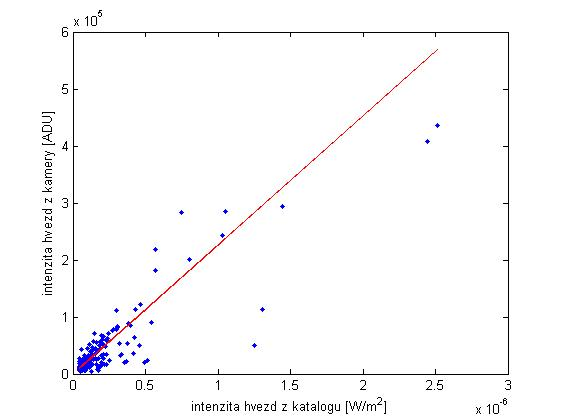 x 10^5
6
5
4
3
2
1
0
intenzita hvezd z kamery [ADU]
0 0.5 1 1.5 2 2.5 3
x 10^-6
intenzita hvezd z katalogu [W/m^2]